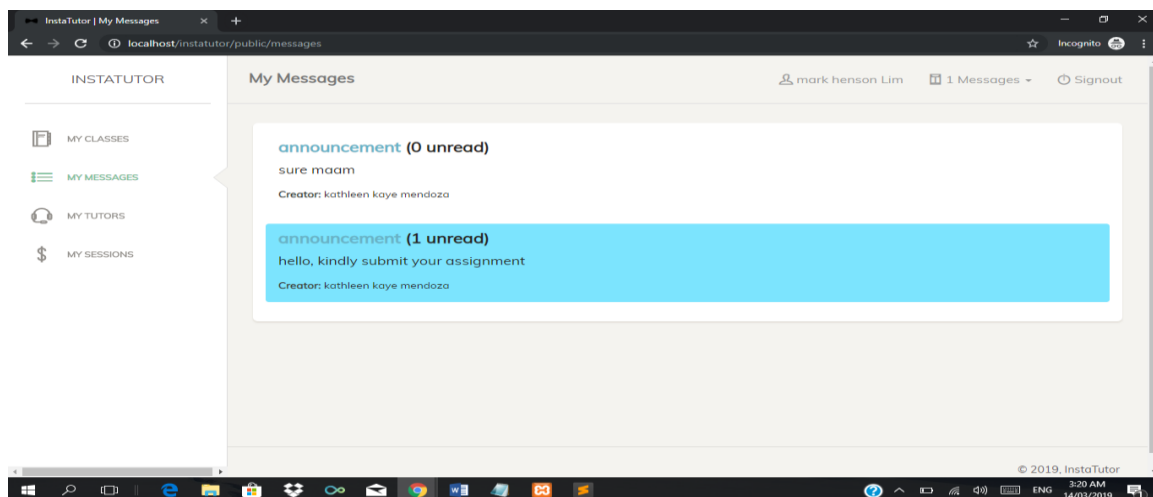 InstaTutor | My Messages
localhost/instatutor/public/messages
Incognito
INSTATUTOR
My Messages
mark henson Lim
1 Messages
Signout
MY CLASSES
MY MESSAGES
MY TUTORS
MY SESSIONS
announcement (0 unread)
sure maam
Creator: kathleen kaye mendoza
announcement (1 unread)
hello, kindly submit your assignment
Creator: kathleen kaye mendoza
© 2019, InstaTutor
ENG
3:20 AM
14/03/2019